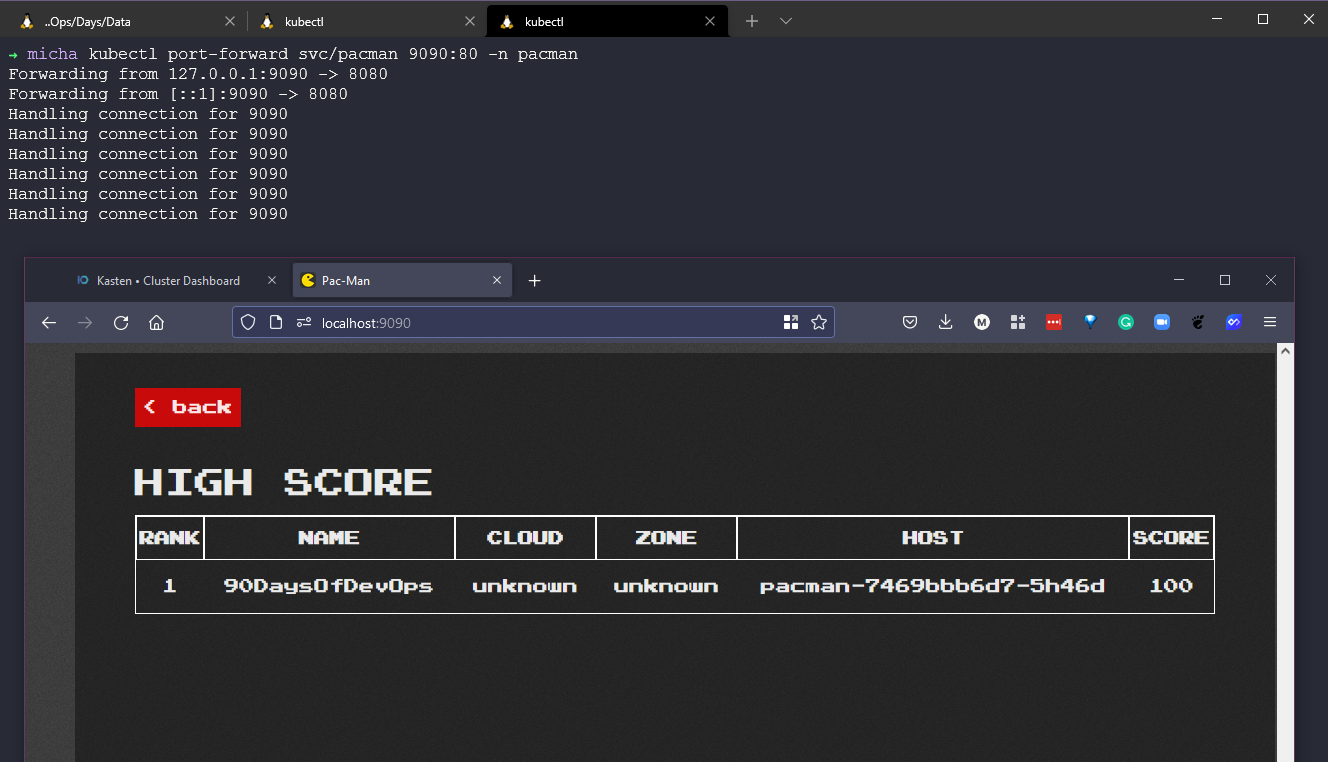 ..Ops/Days/Data
kubectl
kubectl
→ micha kubectl port-forward svc/pacman 9090:80 -n pacman
Forwarding from 127.0.0.1:9090 -> 8080
Forwarding from [::1]:9090 -> 8080
Handling connection for 9090
Handling connection for 9090
Handling connection for 9090
Handling connection for 9090
Handling connection for 9090
Handling connection for 9090
Kasten • Cluster Dashboard
Pac-Man
localhost:9090
< back
HIGH SCORE
RANK NAME CLOUD ZONE HOST SCORE
1 90DaysOfDevOps unknown unknown pacman-7469bbb6d7-5h46d 100